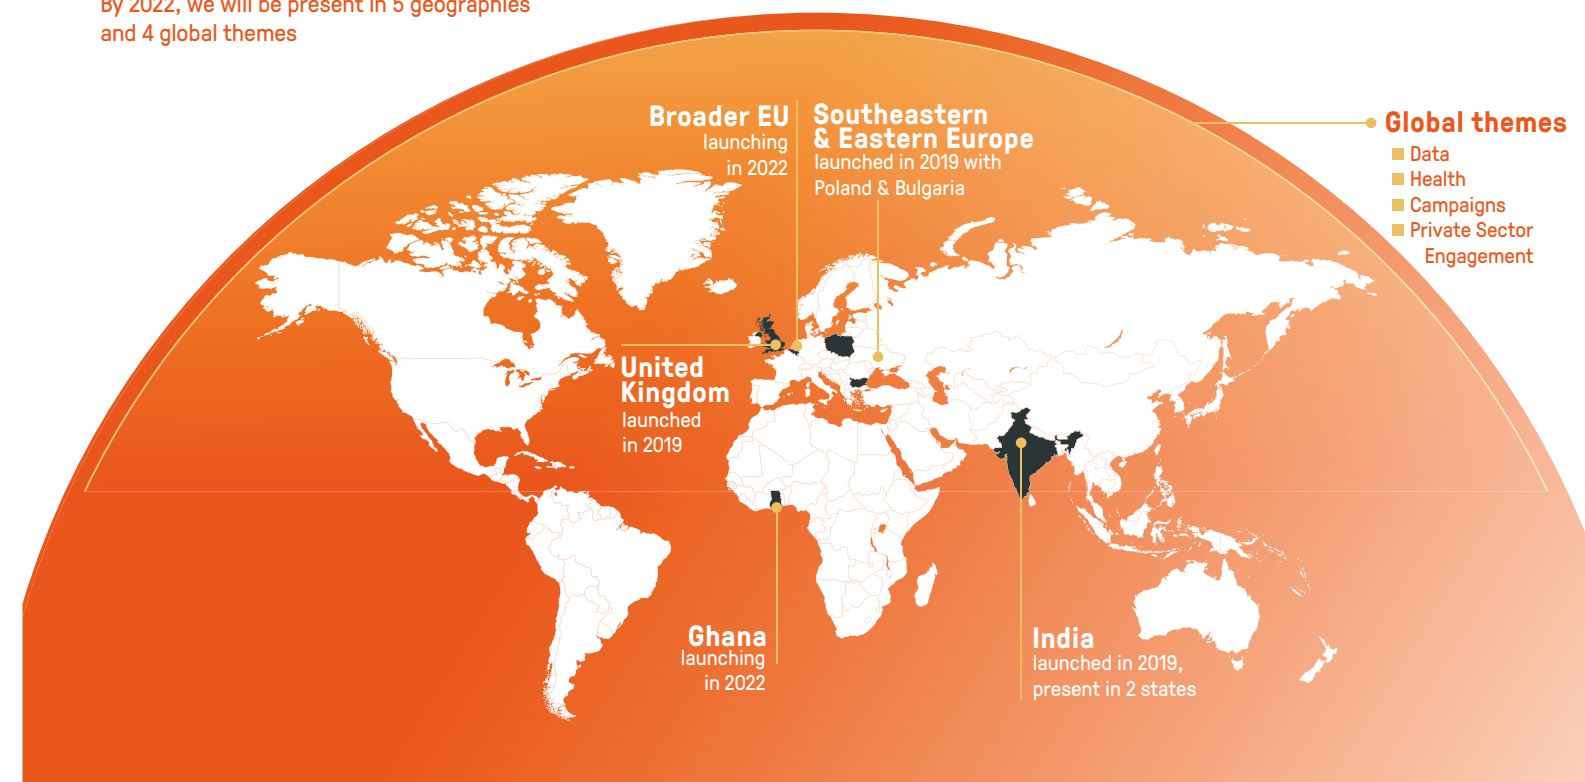 By 2022, we will be present in 5 geographies
and 4 global themes
Broader EU
launching
in 2022
Southeastern
& Eastern Europe
launched in 2019 with
Poland & Bulgaria
Global themes
Data
Health
Campaigns
Private Sector
Engagement
United
Kingdom
launched
in 2019
Ghana
launching
in 2022
India
launched in 2019,
present in 2 states